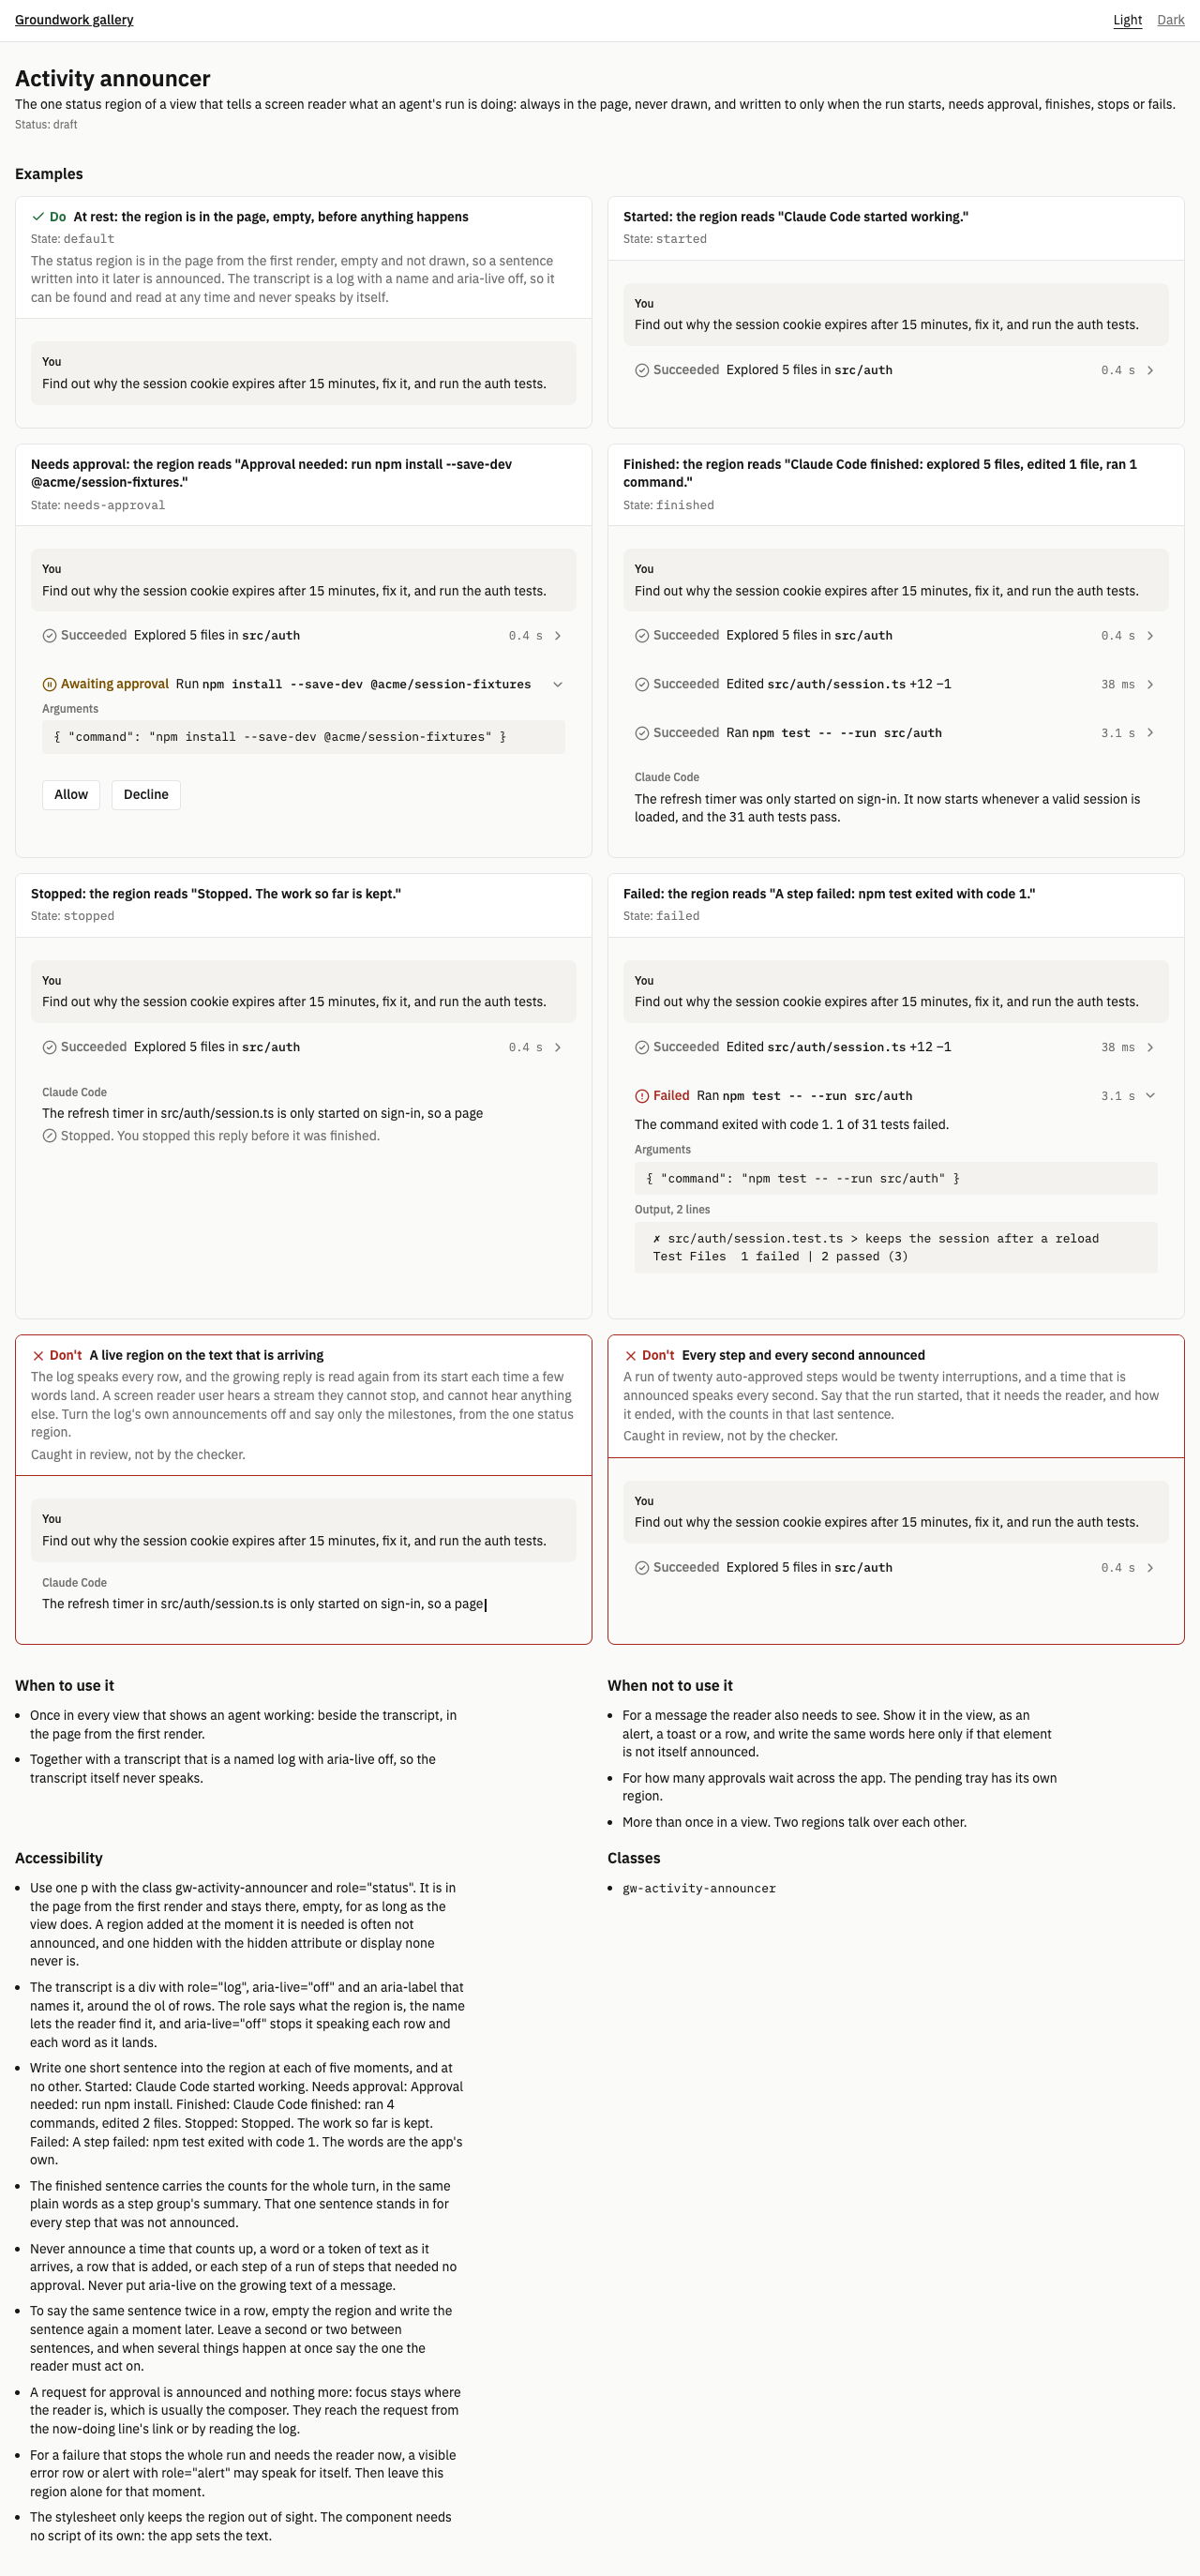 Groundwork gallery
Light Dark
Activity announcer
The one status region of a view that tells a screen reader what an agent's run is doing: always in the page, never drawn, and written to only when the run starts, needs approval, finishes, stops or fails.
Status: draft
Examples
Do At rest: the region is in the page, empty, before anything happens
State: default
The status region is in the page from the first render, empty and not drawn, so a sentence
written into it later is announced. The transcript is a log with a name and aria-live off, so it
can be found and read at any time and never speaks by itself.
You
Find out why the session cookie expires after 15 minutes, fix it, and run the auth tests.
Started: the region reads "Claude Code started working."
State: started
You
Find out why the session cookie expires after 15 minutes, fix it, and run the auth tests.
Succeeded Explored 5 files in src/auth 0.4 s
Needs approval: the region reads "Approval needed: run npm install --save-dev
@acme/session-fixtures."
State: needs-approval
You
Find out why the session cookie expires after 15 minutes, fix it, and run the auth tests.
Succeeded Explored 5 files in src/auth 0.4 s
Awaiting approval Run npm install --save-dev @acme/session-fixtures
Arguments
{ "command": "npm install --save-dev @acme/session-fixtures" }
Allow Decline
Finished: the region reads "Claude Code finished: explored 5 files, edited 1 file, ran 1
command."
State: finished
You
Find out why the session cookie expires after 15 minutes, fix it, and run the auth tests.
Succeeded Explored 5 files in src/auth 0.4 s
Succeeded Edited src/auth/session.ts +12 −1 38 ms
Succeeded Ran npm test -- --run src/auth 3.1 s
Claude Code
The refresh timer was only started on sign-in. It now starts whenever a valid session is
loaded, and the 31 auth tests pass.
Stopped: the region reads "Stopped. The work so far is kept."
State: stopped
You
Find out why the session cookie expires after 15 minutes, fix it, and run the auth tests.
Succeeded Explored 5 files in src/auth 0.4 s
Claude Code
The refresh timer in src/auth/session.ts is only started on sign-in, so a page
Stopped. You stopped this reply before it was finished.
Failed: the region reads "A step failed: npm test exited with code 1."
State: failed
You
Find out why the session cookie expires after 15 minutes, fix it, and run the auth tests.
Succeeded Edited src/auth/session.ts +12 −1 38 ms
Failed Ran npm test -- --run src/auth 3.1 s
The command exited with code 1. 1 of 31 tests failed.
Arguments
{ "command": "npm test -- --run src/auth" }
Output, 2 lines
✗ src/auth/session.test.ts > keeps the session after a reload
Test Files  1 failed | 2 passed (3)
Don't A live region on the text that is arriving
The log speaks every row, and the growing reply is read again from its start each time a few
words land. A screen reader user hears a stream they cannot stop, and cannot hear anything
else. Turn the log's own announcements off and say only the milestones, from the one status
region.
Caught in review, not by the checker.
You
Find out why the session cookie expires after 15 minutes, fix it, and run the auth tests.
Claude Code
The refresh timer in src/auth/session.ts is only started on sign-in, so a page
Don't Every step and every second announced
A run of twenty auto-approved steps would be twenty interruptions, and a time that is
announced speaks every second. Say that the run started, that it needs the reader, and how
it ended, with the counts in that last sentence.
Caught in review, not by the checker.
You
Find out why the session cookie expires after 15 minutes, fix it, and run the auth tests.
Succeeded Explored 5 files in src/auth 0.4 s
When to use it
Once in every view that shows an agent working: beside the transcript, in
the page from the first render.
Together with a transcript that is a named log with aria-live off, so the
transcript itself never speaks.
When not to use it
For a message the reader also needs to see. Show it in the view, as an
alert, a toast or a row, and write the same words here only if that element
is not itself announced.
For how many approvals wait across the app. The pending tray has its own
region.
More than once in a view. Two regions talk over each other.
Accessibility
Use one p with the class gw-activity-announcer and role="status". It is in
the page from the first render and stays there, empty, for as long as the
view does. A region added at the moment it is needed is often not
announced, and one hidden with the hidden attribute or display none
never is.
The transcript is a div with role="log", aria-live="off" and an aria-label that
names it, around the ol of rows. The role says what the region is, the name
lets the reader find it, and aria-live="off" stops it speaking each row and
each word as it lands.
Write one short sentence into the region at each of five moments, and at
no other. Started: Claude Code started working. Needs approval: Approval
needed: run npm install. Finished: Claude Code finished: ran 4
commands, edited 2 files. Stopped: Stopped. The work so far is kept.
Failed: A step failed: npm test exited with code 1. The words are the app's
own.
The finished sentence carries the counts for the whole turn, in the same
plain words as a step group's summary. That one sentence stands in for
every step that was not announced.
Never announce a time that counts up, a word or a token of text as it
arrives, a row that is added, or each step of a run of steps that needed no
approval. Never put aria-live on the growing text of a message.
To say the same sentence twice in a row, empty the region and write the
sentence again a moment later. Leave a second or two between
sentences, and when several things happen at once say the one the
reader must act on.
A request for approval is announced and nothing more: focus stays where
the reader is, which is usually the composer. They reach the request from
the now-doing line's link or by reading the log.
For a failure that stops the whole run and needs the reader now, a visible
error row or alert with role="alert" may speak for itself. Then leave this
region alone for that moment.
The stylesheet only keeps the region out of sight. The component needs
no script of its own: the app sets the text.
Classes
gw-activity-announcer